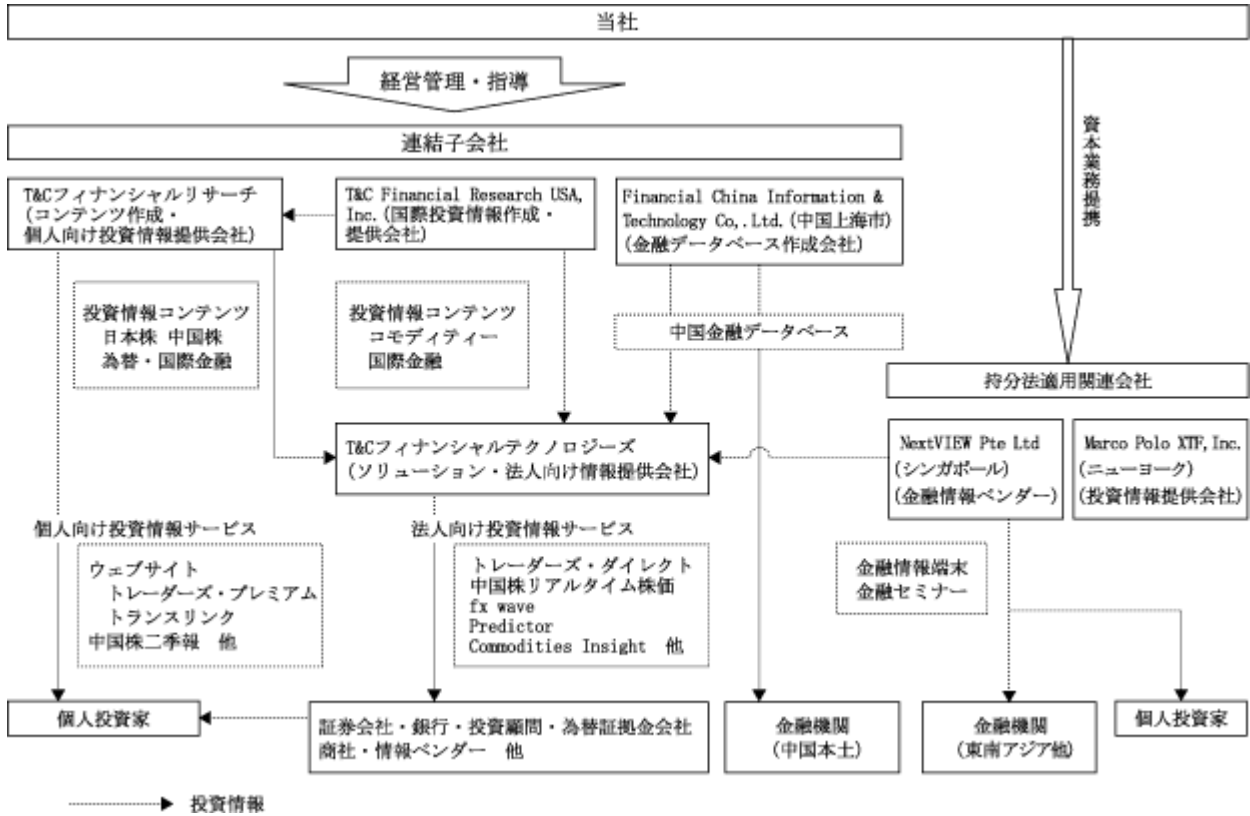 当社
経営管理・指導
資本業務提携
連結子会社
T&Cフィナンシャルリサーチ
(コンテンツ作成・
個人向け投資情報提供会社)
T&C Financial Research USA,
Inc.(国際投資情報作成・
提供会社)
Financial China Information &
Technology Co,.Ltd.(中国上海市)
(金融データベース作成会社)
投資情報コンテンツ
日本株 中国株
為替・国際金融
投資情報コンテンツ
コモディティー
国際金融
中国金融データベース
持分法適用関連会社
T&Cフィナンシャルテクノロジーズ
(ソリューション・法人向け情報提供会社)
NextVIEW Pte Ltd
(シンガポール)
(金融情報ベンダー)
Marco Polo XTF,Inc.
(ニューヨーク)
(投資情報提供会社)
個人向け投資情報サービス
ウェブサイト
トレーダーズ・プレミアム
トランスリンク
中国株二季報 他
法人向け投資情報サービス
トレーダーズ・ダイレクト
中国株リアルタイム株価
fx wave
Predictor
Commodities Insight 他
金融情報端末
金融セミナー
個人投資家
証券会社・銀行・投資顧問・為替証拠金会社
商社・情報ベンダー 他
金融機関
(中国本土)
金融機関
(東南アジア他)
個人投資家
投資情報